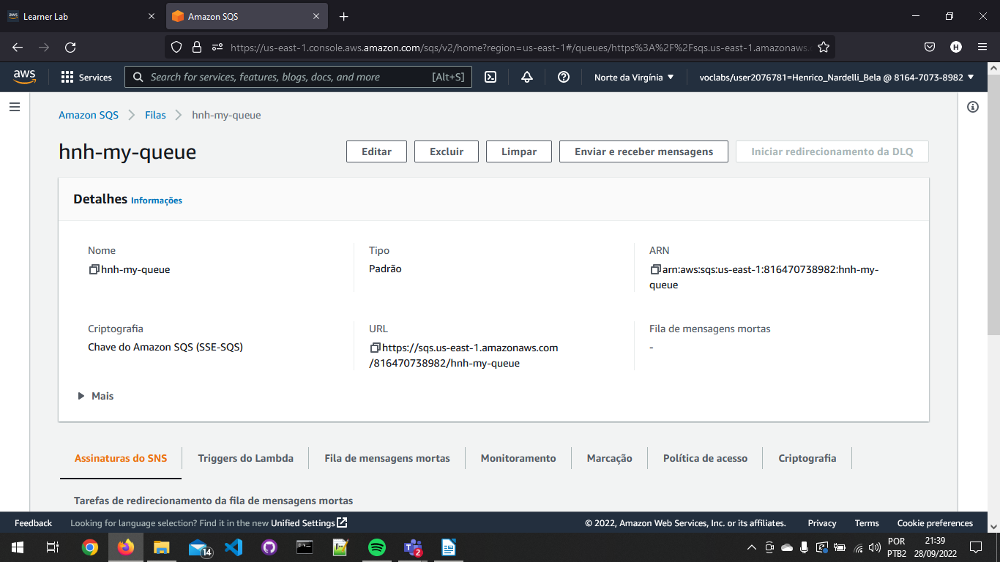 aws Learner Lab
Amazon SQS
https://us-east-1.console.aws.amazon.com/sqs/v2/home?region=us-east-1#/queues/https%3A%2F%2Fsqs.us-east-1.amazonaws.
H
aws Services Search for services, features, blogs, docs, and more [Alt+S] Norte da Virgínia voclabs/user2076781=Henrico_Nardelli_Bela @ 8164-7073-8982
Amazon SQS Filas hnh-my-queue
hnh-my-queue Editar Excluir Limpar Enviar e receber mensagens Iniciar redirecionamento da DLQ
Detalhes Informações
Nome
hnh-my-queue
Tipo
Padrão
ARN
arn:aws:sqs:us-east-1:816470738982:hnh-my-
queue
Criptografia
Chave do Amazon SQS (SSE-SQS)
URL
https://sqs.us-east-1.amazonaws.com
/816470738982/hnh-my-queue
Fila de mensagens mortas
-
Mais
Assinaturas do SNS Triggers do Lambda Fila de mensagens mortas Monitoramento Marcação Política de acesso Criptografia
Tarefas de redirecionamento da fila de mensagens mortas
Feedback Looking for language selection? Find it in the new Unified Settings © 2022, Amazon Web Services, Inc. or its affiliates. Privacy Terms Cookie preferences
14
2
POR
PTB2
21:39
28/09/2022